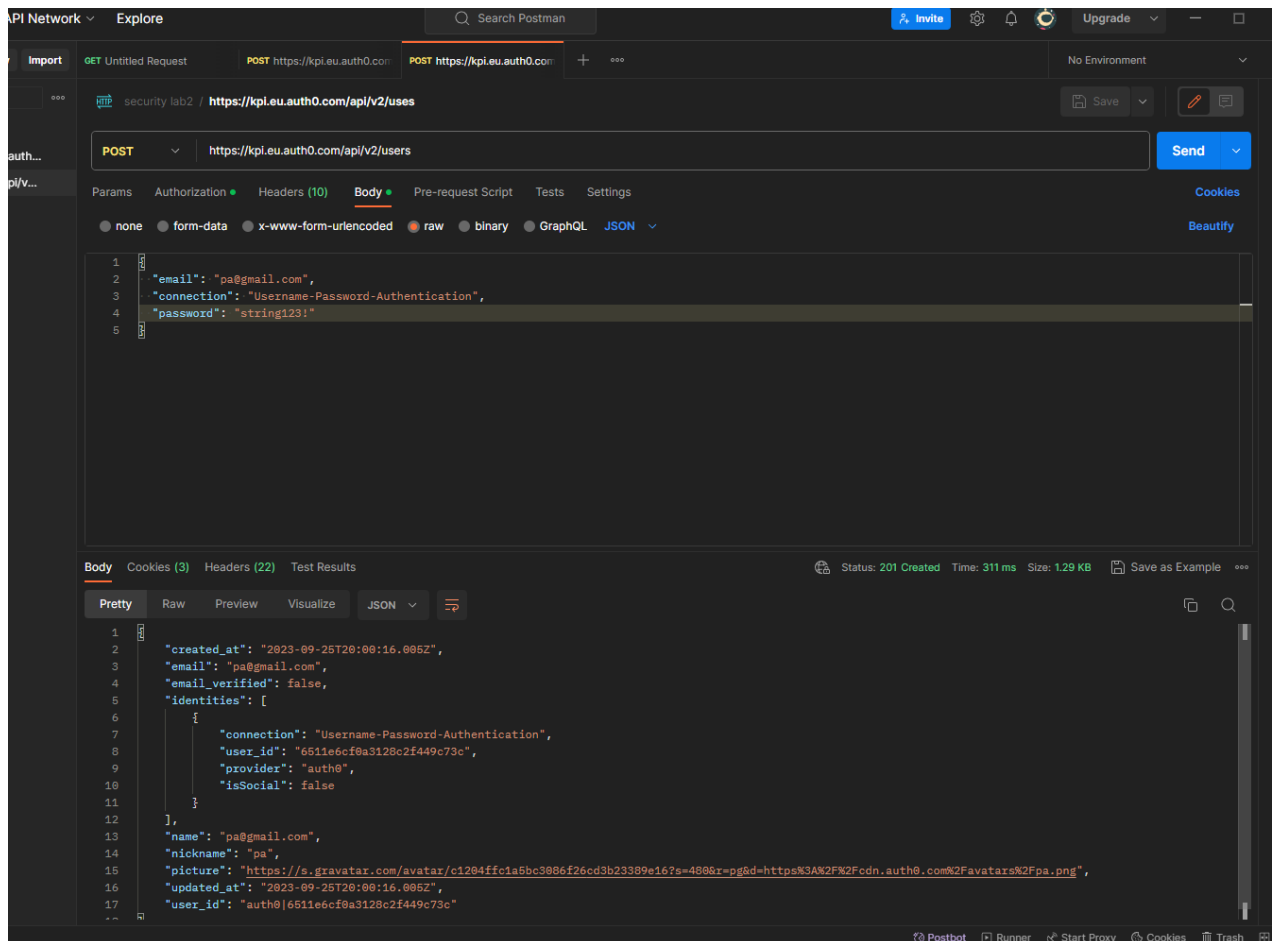 API Network Explore Search Postman Invite Upgrade
Import GET Untitled Request POST https://kpi.eu.auth0.com POST https://kpi.eu.auth0.com No Environment
security lab2 / https://kpi.eu.auth0.com/api/v2/uses Save
auth...
POST https://kpi.eu.auth0.com/api/v2/users Send
pi/v...
Params Authorization Headers (10) Body Pre-request Script Tests Settings Cookies
none form-data x-www-form-urlencoded raw binary GraphQL JSON Beautify
1 {
2 "email": "pa@gmail.com",
3 "connection": "Username-Password-Authentication",
4 "password": "string123!"
5 }
Body Cookies (3) Headers (22) Test Results Status: 201 Created Time: 311 ms Size: 1.29 KB Save as Example
Pretty Raw Preview Visualize JSON
1 {
2 "created_at": "2023-09-25T20:00:16.005Z",
3 "email": "pa@gmail.com",
4 "email_verified": false,
5 "identities": [
6 {
7 "connection": "Username-Password-Authentication",
8 "user_id": "6511e6cf0a3128c2f449c73c",
9 "provider": "auth0",
10 "isSocial": false
11 }
12 ],
13 "name": "pa@gmail.com",
14 "nickname": "pa",
15 "picture": "https://s.gravatar.com/avatar/c1204ffc1a5bc3086f26cd3b23389e16?s=480&r=pg&d=https%3A%2F%2Fcdn.auth0.com%2Favatars%2Fpa.png",
16 "updated_at": "2023-09-25T20:00:16.005Z",
17 "user_id": "auth0|6511e6cf0a3128c2f449c73c"
Postbot Runner Start Proxy Cookies Trash